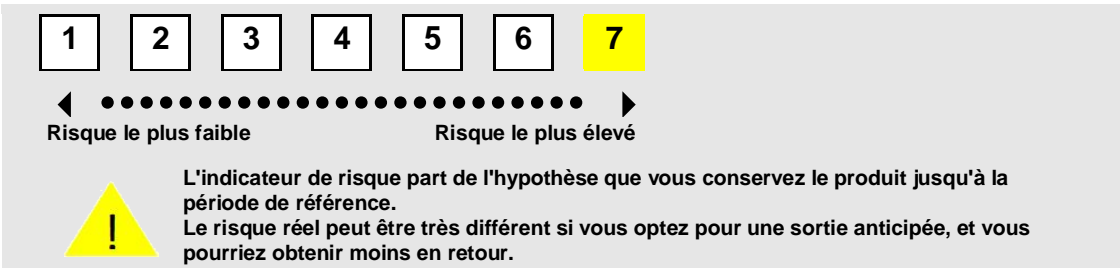 1 2 3 4 5 6 7
Risque le plus faible Risque le plus élevé
L'indicateur de risque part de l'hypothèse que vous conservez le produit jusqu'à la
période de référence.
Le risque réel peut être très différent si vous optez pour une sortie anticipée, et vous
pourriez obtenir moins en retour.
!